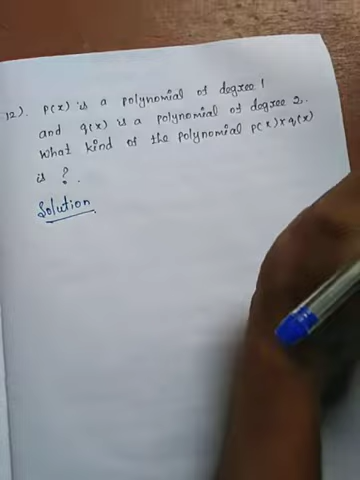 12). P(x) is a polynomial of degree 1
and q(x) is a polynomial of degree 2.
What kind of the polynomial p(x) x q(x)
is ?.
Solution